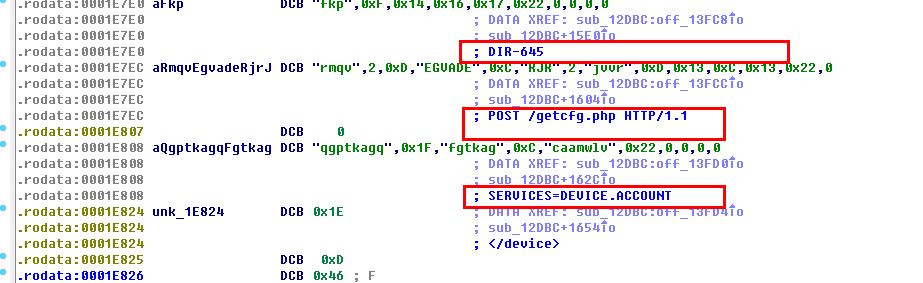 .rodata:0001E7E0 aFkp DCB "fkp",0xF,0x14,0x16,0x17,0x22,0,0,0,0
.rodata:0001E7E0 ; DATA XREF: sub_12DBC:off_13FC8↑o
.rodata:0001E7E0 ; sub_12DBC+15E0↑o
.rodata:0001E7E0 ; DIR-645
.rodata:0001E7EC aRmqvEgvadeRjrJ DCB "rmqv",2,0xD,"EGVADE",0xC,"RJR",2,"jvvr",0xD,0x13,0xC,0x13,0x22,0
.rodata:0001E7EC ; DATA XREF: sub_12DBC:off_13FCC↑o
.rodata:0001E7EC ; sub_12DBC+1604↑o
.rodata:0001E7EC ; POST /getcfg.php HTTP/1.1
.rodata:0001E807 DCB 0
.rodata:0001E808 aQgptkagqFgtkag DCB "qgptkagq",0x1F,"fgtkag",0xC,"caamwlv",0x22,0,0,0,0
.rodata:0001E808 ; DATA XREF: sub_12DBC:off_13FD0↑o
.rodata:0001E808 ; sub_12DBC+162C↑o
.rodata:0001E808 ; SERVICES=DEVICE.ACCOUNT
.rodata:0001E824 unk_1E824 DCB 0x1E ; DATA XREF: sub_12DBC:off_13FD4↑o
.rodata:0001E824 ; sub_12DBC+1654↑o
.rodata:0001E824 ; </device>
.rodata:0001E825 DCB 0xD
.rodata:0001E826 DCB 0x46 ; F